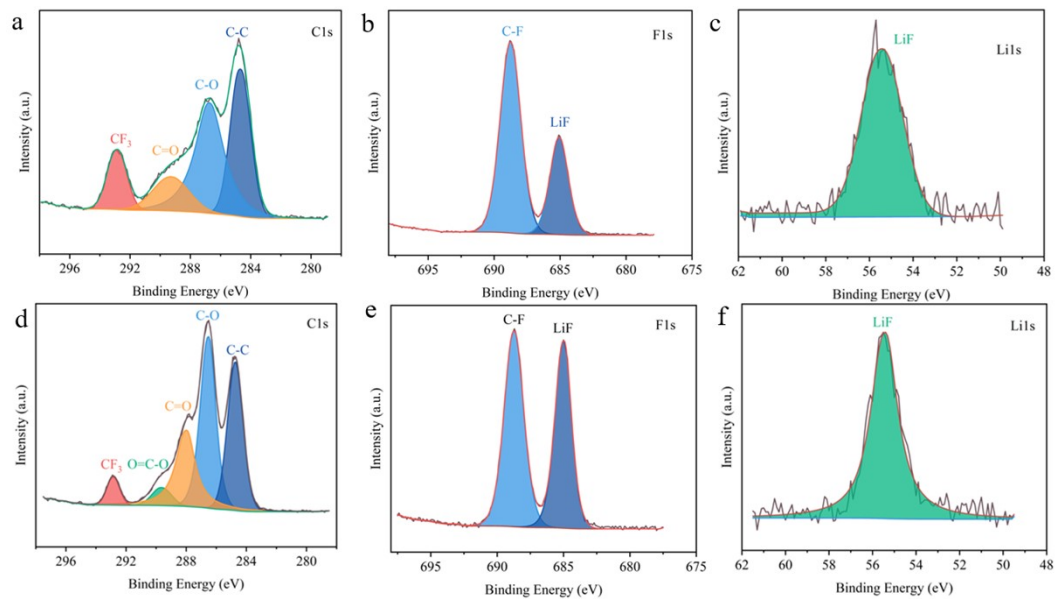 a
C1s
C-C
C-O
CF3
C=O
Intensity (a.u.)
296 292 288 284 280
Binding Energy (eV)
b
F1s
C-F
LiF
Intensity (a.u.)
695 690 685 680 675
Binding Energy (eV)
c
Li1s
LiF
Intensity (a.u.)
62 60 58 56 54 52 50 48
Binding Energy (eV)
d
C1s
C-O
C-C
C=O
CF3
O=C-O
Intensity (a.u.)
296 292 288 284 280
Binding Energy (eV)
e
F1s
C-F
LiF
Intensity (a.u.)
695 690 685 680 675
Binding Energy (eV)
f
Li1s
LiF
Intensity (a.u.)
62 60 58 56 54 52 50 48
Binding Energy (eV)